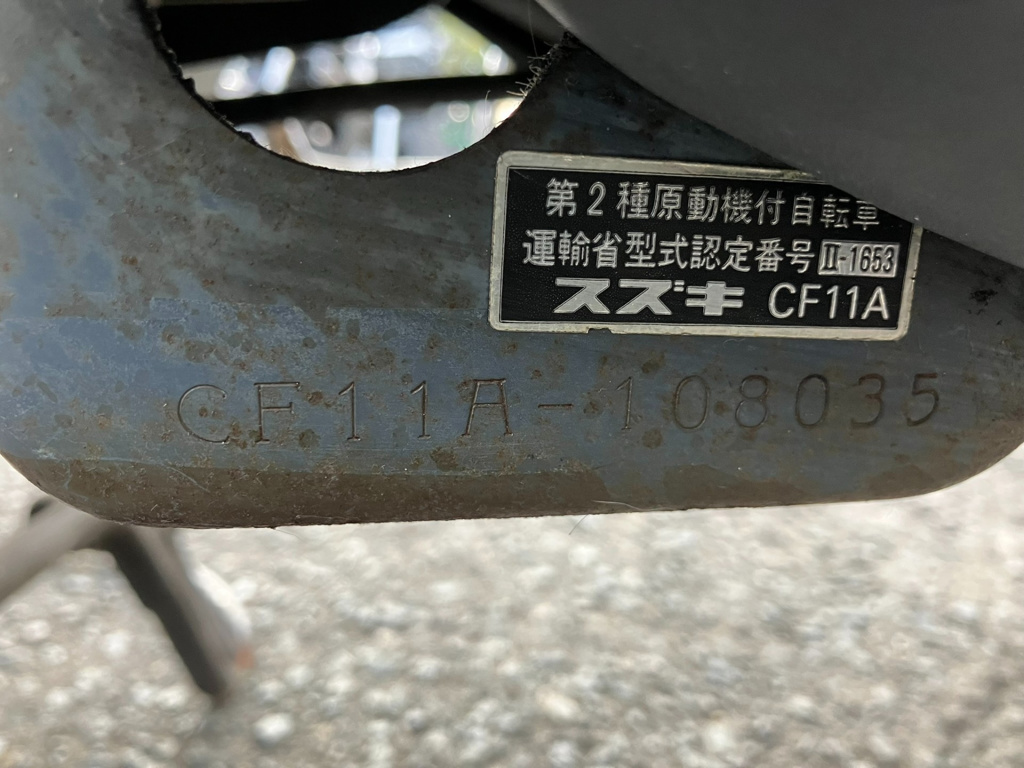 第2種原動機付自転車
運輸省型式認定番号 II-1653
スズキ CF11A
CF11A-108035